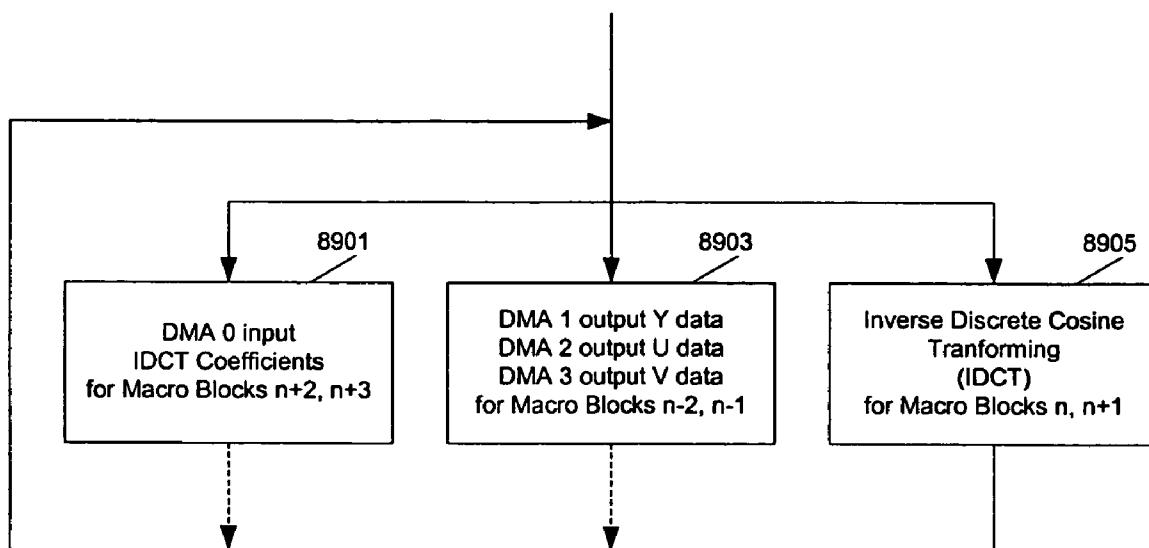 8901
8903
8905
DMA 0 input
IDCT Coefficients
for Macro Blocks n+2, n+3
DMA 1 output Y data
DMA 2 output U data
DMA 3 output V data
for Macro Blocks n-2, n-1
Inverse Discrete Cosine
Tranforming
(IDCT)
for Macro Blocks n, n+1